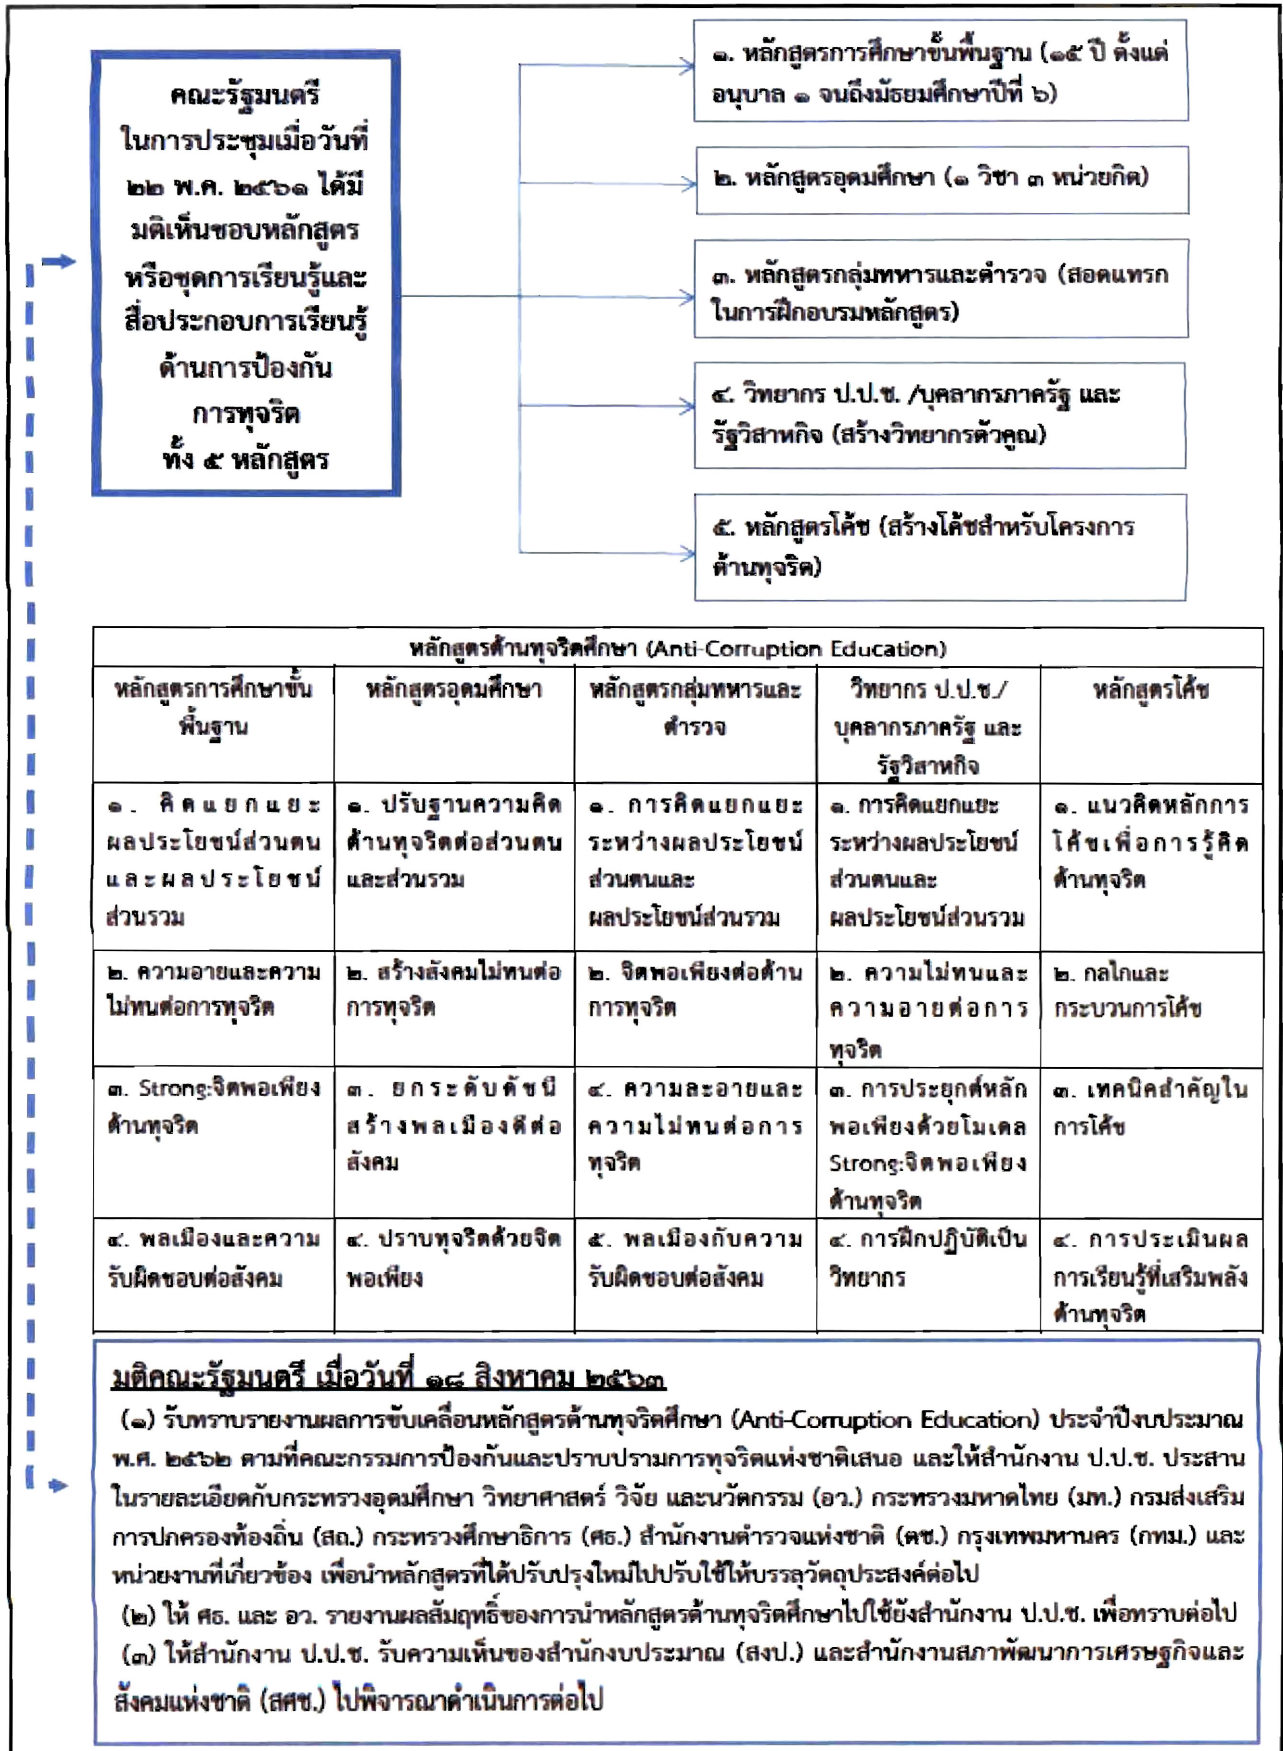 คณะรัฐมนตรี
ในการประชุมเมื่อวันที่
๒๒ พ.ค. ๒๕๖๑ ได้มี
มติเห็นชอบหลักสูตร
หรือชุดการเรียนรู้และ
สื่อประกอบการเรียนรู้
ด้านการป้องกัน
การทุจริต
ทั้ง ๕ หลักสูตร
๑. หลักสูตรการศึกษาขั้นพื้นฐาน (๑๕ ปี ตั้งแต่
อนุบาล ๑ จนถึงมัธยมศึกษาปีที่ ๖)
๒. หลักสูตรอุดมศึกษา (๑ วิชา ๓ หน่วยกิต)
๓. หลักสูตรกลุ่มทหารและตำรวจ (สอดแทรก
ในการฝึกอบรมหลักสูตร)
๔. วิทยากร ป.ป.ช. /บุคลากรภาครัฐ และ
รัฐวิสาหกิจ (สร้างวิทยากรตัวคูณ)
๕. หลักสูตรโค้ช (สร้างโค้ชสำหรับโครงการ
ต้านทุจริต)
หลักสูตรต้านทุจริตศึกษา (Anti-Corruption Education)
หลักสูตรการศึกษาขั้น
พื้นฐาน
หลักสูตรอุดมศึกษา
หลักสูตรกลุ่มทหารและ
ตำรวจ
วิทยากร ป.ป.ช./
บุคลากรภาครัฐ และ
รัฐวิสาหกิจ
หลักสูตรโค้ช
๑. คิดแยกแยะ
ผลประโยชน์ส่วนตน
และผลประโยชน์
ส่วนรวม
๑. ปรับฐานความคิด
ต้านทุจริตต่อส่วนตน
และส่วนรวม
๑. การคิดแยกแยะ
ระหว่างผลประโยชน์
ส่วนตนและ
ผลประโยชน์ส่วนรวม
๑. การคิดแยกแยะ
ระหว่างผลประโยชน์
ส่วนตนและ
ผลประโยชน์ส่วนรวม
๑. แนวคิดหลักการ
โค้ชเพื่อการรู้คิด
ต้านทุจริต
๒. ความอายและความ
ไม่ทนต่อการทุจริต
๒. สร้างสังคมไม่ทนต่อ
การทุจริต
๒. จิตพอเพียงต่อต้าน
การทุจริต
๒. ความไม่ทนและ
ความอายต่อการ
ทุจริต
๒. กลไกและ
กระบวนการโค้ช
๓. Strong:จิตพอเพียง
ต้านทุจริต
๓. ยกระดับดัชนี
สร้างพลเมืองดีต่อ
สังคม
๔. ความละอายและ
ความไม่ทนต่อการ
ทุจริต
๓. การประยุกต์หลัก
พอเพียงด้วยโมเดล
Strong:จิตพอเพียง
ต้านทุจริต
๓. เทคนิคสำคัญใน
การโค้ช
๔. พลเมืองและความ
รับผิดชอบต่อสังคม
๔. ปราบทุจริตด้วยจิต
พอเพียง
๕. พลเมืองกับความ
รับผิดชอบต่อสังคม
๔. การฝึกปฏิบัติเป็น
วิทยากร
๔. การประเมินผล
การเรียนรู้ที่เสริมพลัง
ต้านทุจริต
มติคณะรัฐมนตรี เมื่อวันที่ ๑๘ สิงหาคม ๒๕๖๓
(๑) รับทราบรายงานผลการขับเคลื่อนหลักสูตรต้านทุจริตศึกษา (Anti-Corruption Education) ประจำปีงบประมาณ
พ.ศ. ๒๕๖๒ ตามที่คณะกรรมการป้องกันและปราบปรามการทุจริตแห่งชาติเสนอ และให้สำนักงาน ป.ป.ช. ประสาน
ในรายละเอียดกับกระทรวงอุดมศึกษา วิทยาศาสตร์ วิจัย และนวัตกรรม (อว.) กระทรวงมหาดไทย (มท.) กรมส่งเสริม
การปกครองท้องถิ่น (สถ.) กระทรวงศึกษาธิการ (ศธ.) สำนักงานตำรวจแห่งชาติ (ตช.) กรุงเทพมหานคร (กทม.) และ
หน่วยงานที่เกี่ยวข้อง เพื่อนำหลักสูตรที่ได้ปรับปรุงใหม่ไปปรับใช้ให้บรรลุวัตถุประสงค์ต่อไป
(๒) ให้ ศธ. และ อว. รายงานผลสัมฤทธิ์ของการนำหลักสูตรต้านทุจริตศึกษาไปใช้ยังสำนักงาน ป.ป.ช. เพื่อทราบต่อไป
(๓) ให้สำนักงาน ป.ป.ช. รับความเห็นของสำนักงบประมาณ (สงป.) และสำนักงานสภาพัฒนาการเศรษฐกิจและ
สังคมแห่งชาติ (สศช.) ไปพิจารณาดำเนินการต่อไป